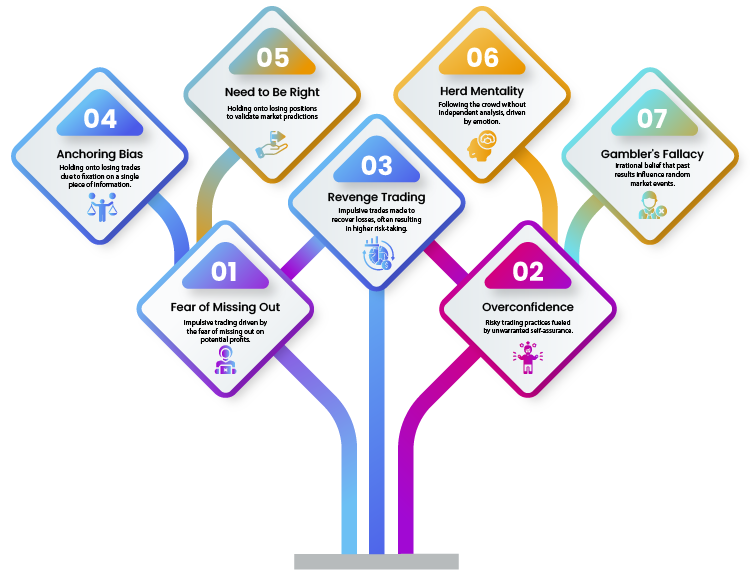 05
Need to Be Right
Holding onto losing positions
to validate market predictions
06
Herd Mentality
Following the crowd without
independent analysis, driven
by emotion.
04
Anchoring Bias
Holding onto losing trades
due to fixation on a single
piece of information.
03
Revenge Trading
Impulsive trades made to
recover losses, often resulting
in higher risk-taking.
07
Gambler's Fallacy
Irrational belief that past
results influence random
market events.
01
Fear of Missing Out
Impulsive trading driven by
the fear of missing out on
potential profits.
02
Overconfidence
Risky trading practices fueled
by unwarranted self-assurance.